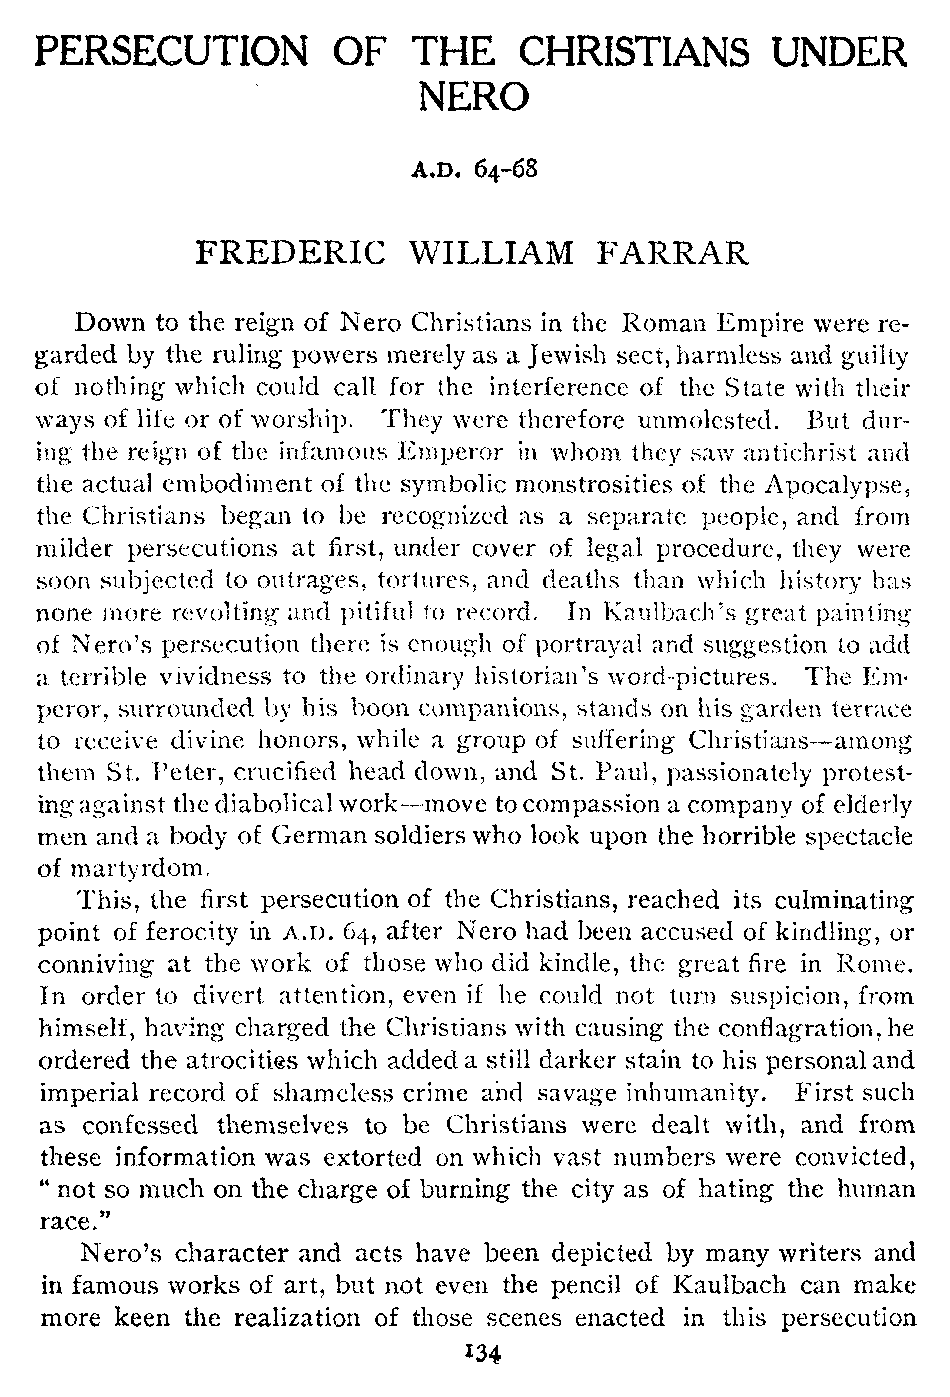 PERSECUTION OF THE CHRISTIANS UNDER
NERO
A.D. 64-68
FREDERIC WILLIAM FARRAR
Down to the reign of Nero Christians in the Roman Empire were re-
garded by the ruling powers merely as a Jewish sect, harmless and guilty
of nothing which could call for the interference of the State with their
ways of life or of worship. They were therefore unmolested. But dur-
ing the reign of the infamous Emperor in whom they saw antichrist and
the actual embodiment of the symbolic monstrosities of the Apocalypse,
the Christians began to be recognized as a separate people, and from
milder persecutions at first, under cover of legal procedure, they were
soon subjected to outrages, tortures, and deaths than which history has
none more revolting and pitiful to record. In Kaulbach's great painting
of Nero's persecution there is enough of portrayal and suggestion to add
a terrible vividness to the ordinary historian's word-pictures. The Em-
peror, surrounded by his boon companions, stands on his garden terrace
to receive divine honors, while a group of suffering Christians—among
them St. Peter, crucified head down, and St. Paul, passionately protest-
ing against the diabolical work—move to compassion a company of elderly
men and a body of German soldiers who look upon the horrible spectacle
of martyrdom.
This, the first persecution of the Christians, reached its culminating
point of ferocity in A.D. 64, after Nero had been accused of kindling, or
conniving at the work of those who did kindle, the great fire in Rome.
In order to divert attention, even if he could not turn suspicion, from
himself, having charged the Christians with causing the conflagration, he
ordered the atrocities which added a still darker stain to his personal and
imperial record of shameless crime and savage inhumanity. First such
as confessed themselves to be Christians were dealt with, and from
these information was extorted on which vast numbers were convicted,
" not so much on the charge of burning the city as of hating the human
race."
Nero's character and acts have been depicted by many writers and
in famous works of art, but not even the pencil of Kaulbach can make
more keen the realization of those scenes enacted in this persecution
134